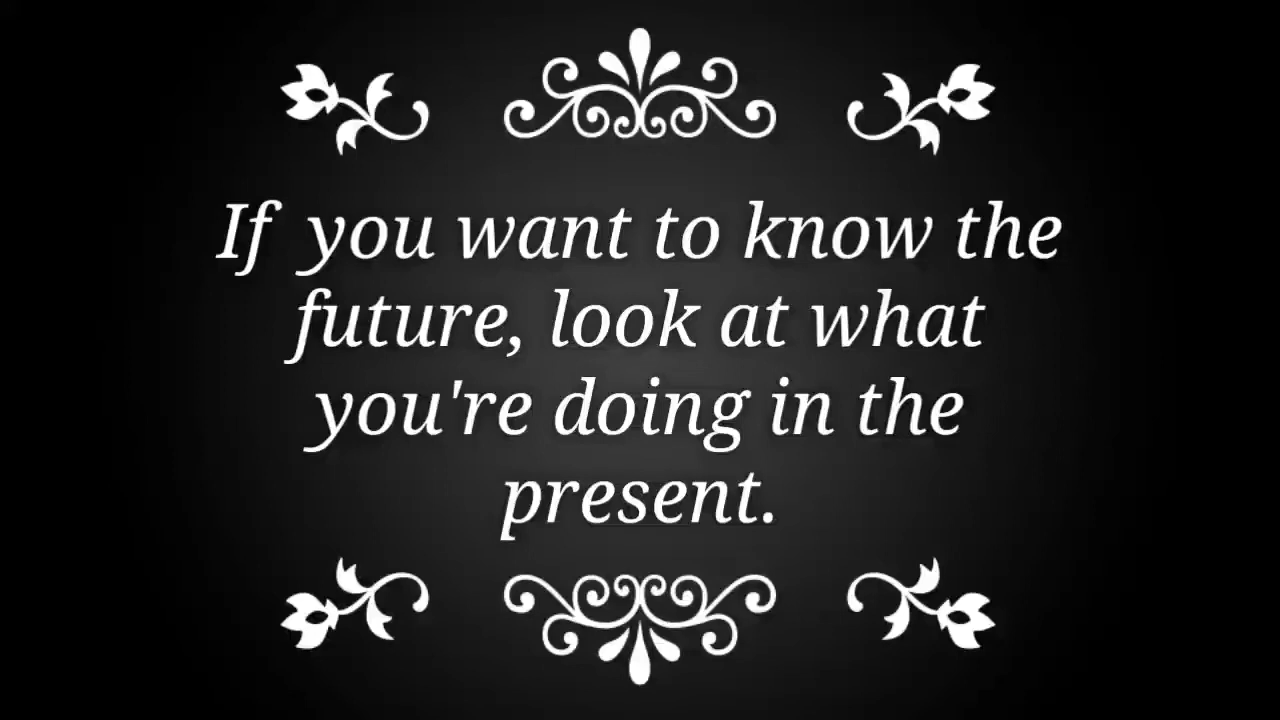 If you want to know the
future, look at what
you're doing in the
present.